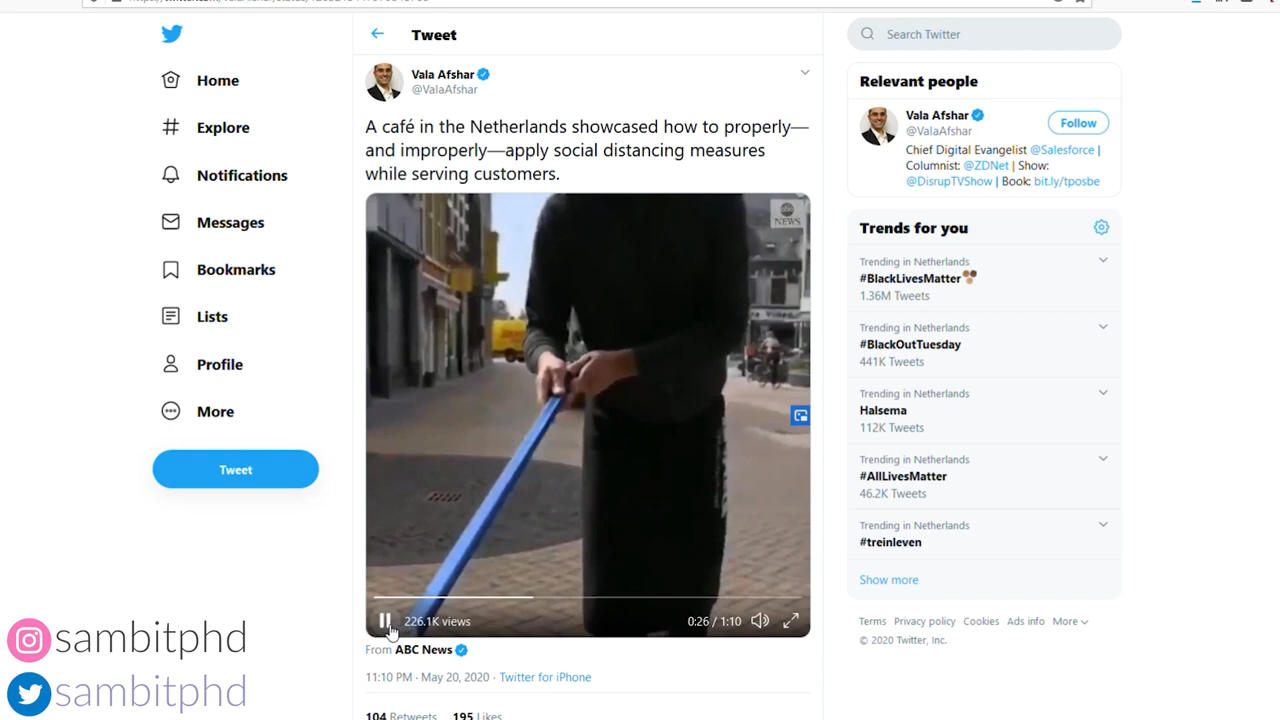 Tweet
Search Twitter
Home
Explore
Notifications
Messages
Bookmarks
Lists
Profile
More
Tweet
Vala Afshar
@ValaAfshar
A café in the Netherlands showcased how to properly—
and improperly—apply social distancing measures
while serving customers.
abc
NEWS
226.1K views
0:26 / 1:10
From ABC News
11:10 PM · May 20, 2020 · Twitter for iPhone
104 Retweets 195 Likes
Relevant people
Vala Afshar
@ValaAfshar
Follow
Chief Digital Evangelist @Salesforce |
Columnist: @ZDNet | Show:
@DisrupTVShow | Book: bit.ly/tposbe
Trends for you
Trending in Netherlands
#BlackLivesMatter
1.36M Tweets
Trending in Netherlands
#BlackOutTuesday
441K Tweets
Trending in Netherlands
Halsema
112K Tweets
Trending in Netherlands
#AllLivesMatter
46.2K Tweets
Trending in Netherlands
#treinleven
Show more
Terms Privacy policy Cookies Ads info More
© 2020 Twitter, Inc.
sambitphd
sambitphd